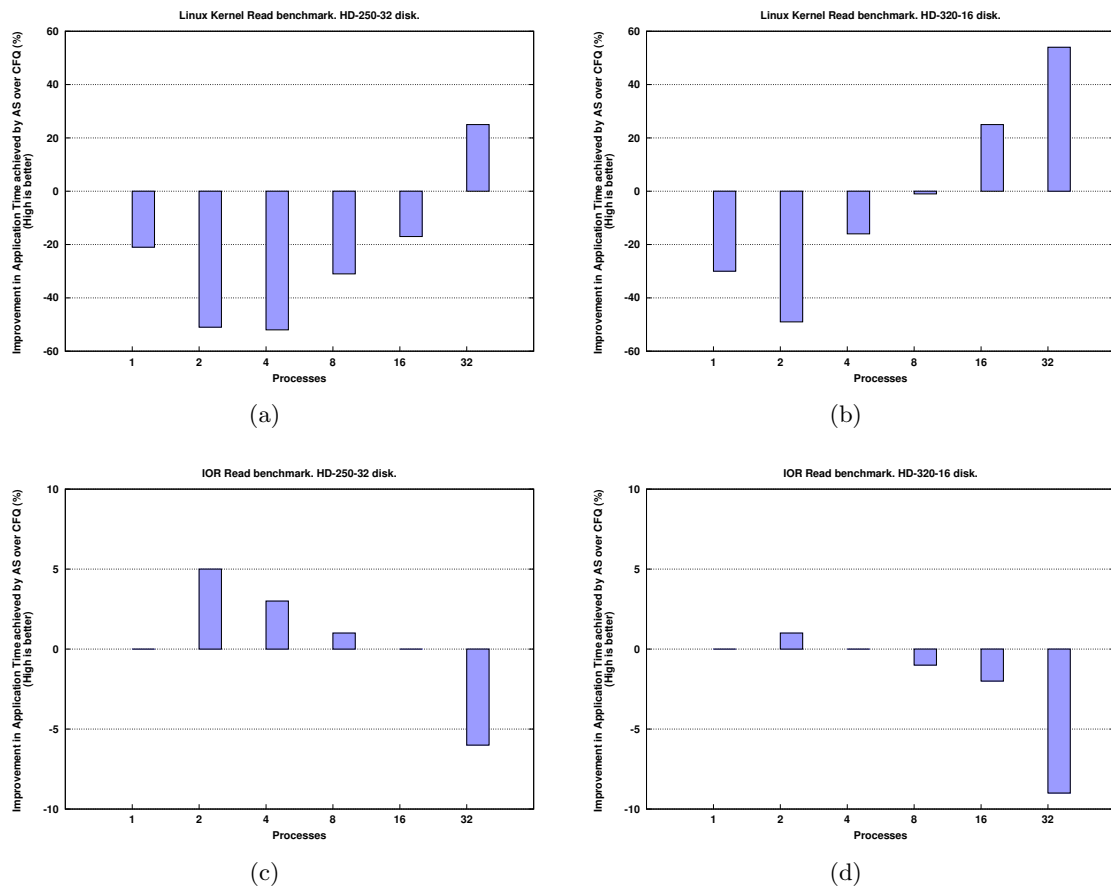 Linux Kernel Read benchmark. HD-250-32 disk.
Improvement in Application Time achieved by AS over CFQ (%)
(High is better)
60
40
20
0
-20
-40
-60
1 2 4 8 16 32
Processes
(a)
Linux Kernel Read benchmark. HD-320-16 disk.
Improvement in Application Time achieved by AS over CFQ (%)
(High is better)
60
40
20
0
-20
-40
-60
1 2 4 8 16 32
Processes
(b)
IOR Read benchmark. HD-250-32 disk.
Improvement in Application Time achieved by AS over CFQ (%)
(High is better)
10
5
0
-5
-10
1 2 4 8 16 32
Processes
(c)
IOR Read benchmark. HD-320-16 disk.
Improvement in Application Time achieved by AS over CFQ (%)
(High is better)
10
5
0
-5
-10
1 2 4 8 16 32
Processes
(d)